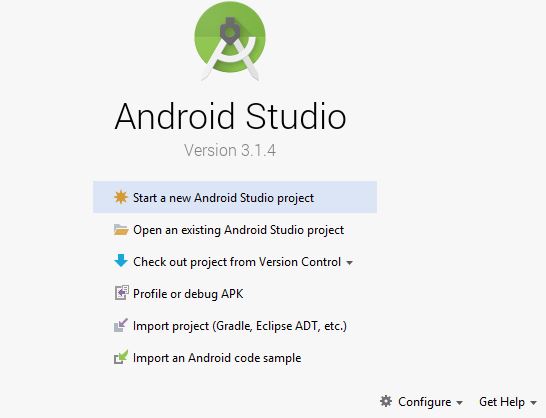 Android Studio
Version 3.1.4
Start a new Android Studio project
Open an existing Android Studio project
Check out project from Version Control
Profile or debug APK
Import project (Gradle, Eclipse ADT, etc.)
Import an Android code sample
Configure Get Help